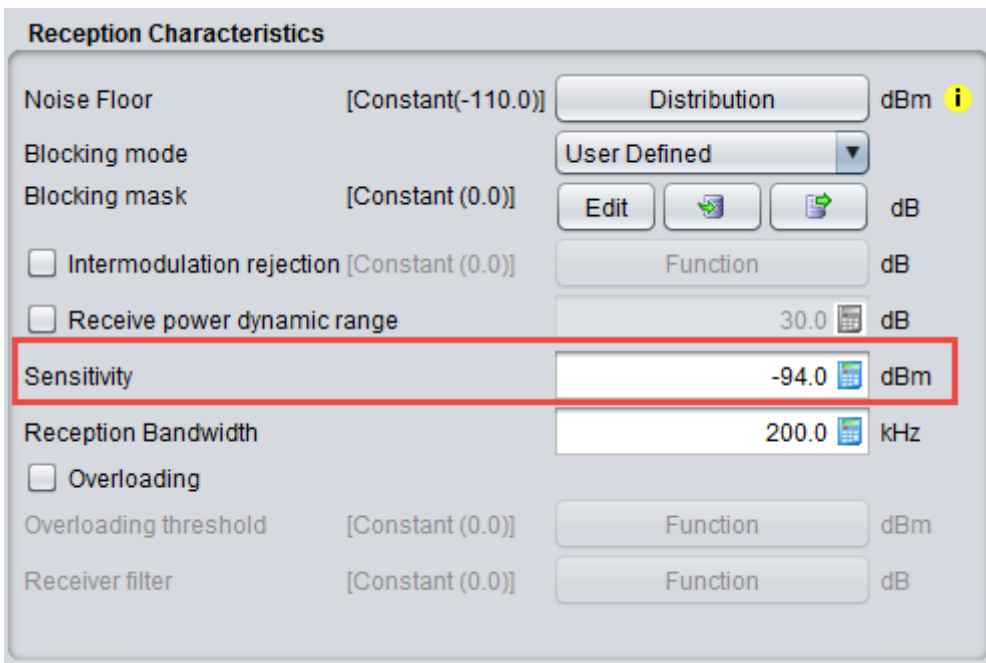 Reception Characteristics
Noise Floor [Constant(-110.0)] Distribution dBm i
Blocking mode User Defined
Blocking mask [Constant (0.0)] Edit dB
Intermodulation rejection [Constant (0.0)] Function dB
Receive power dynamic range 30.0 dB
Sensitivity -94.0 dBm
Reception Bandwidth 200.0 kHz
Overloading
Overloading threshold [Constant (0.0)] Function dBm
Receiver filter [Constant (0.0)] Function dB